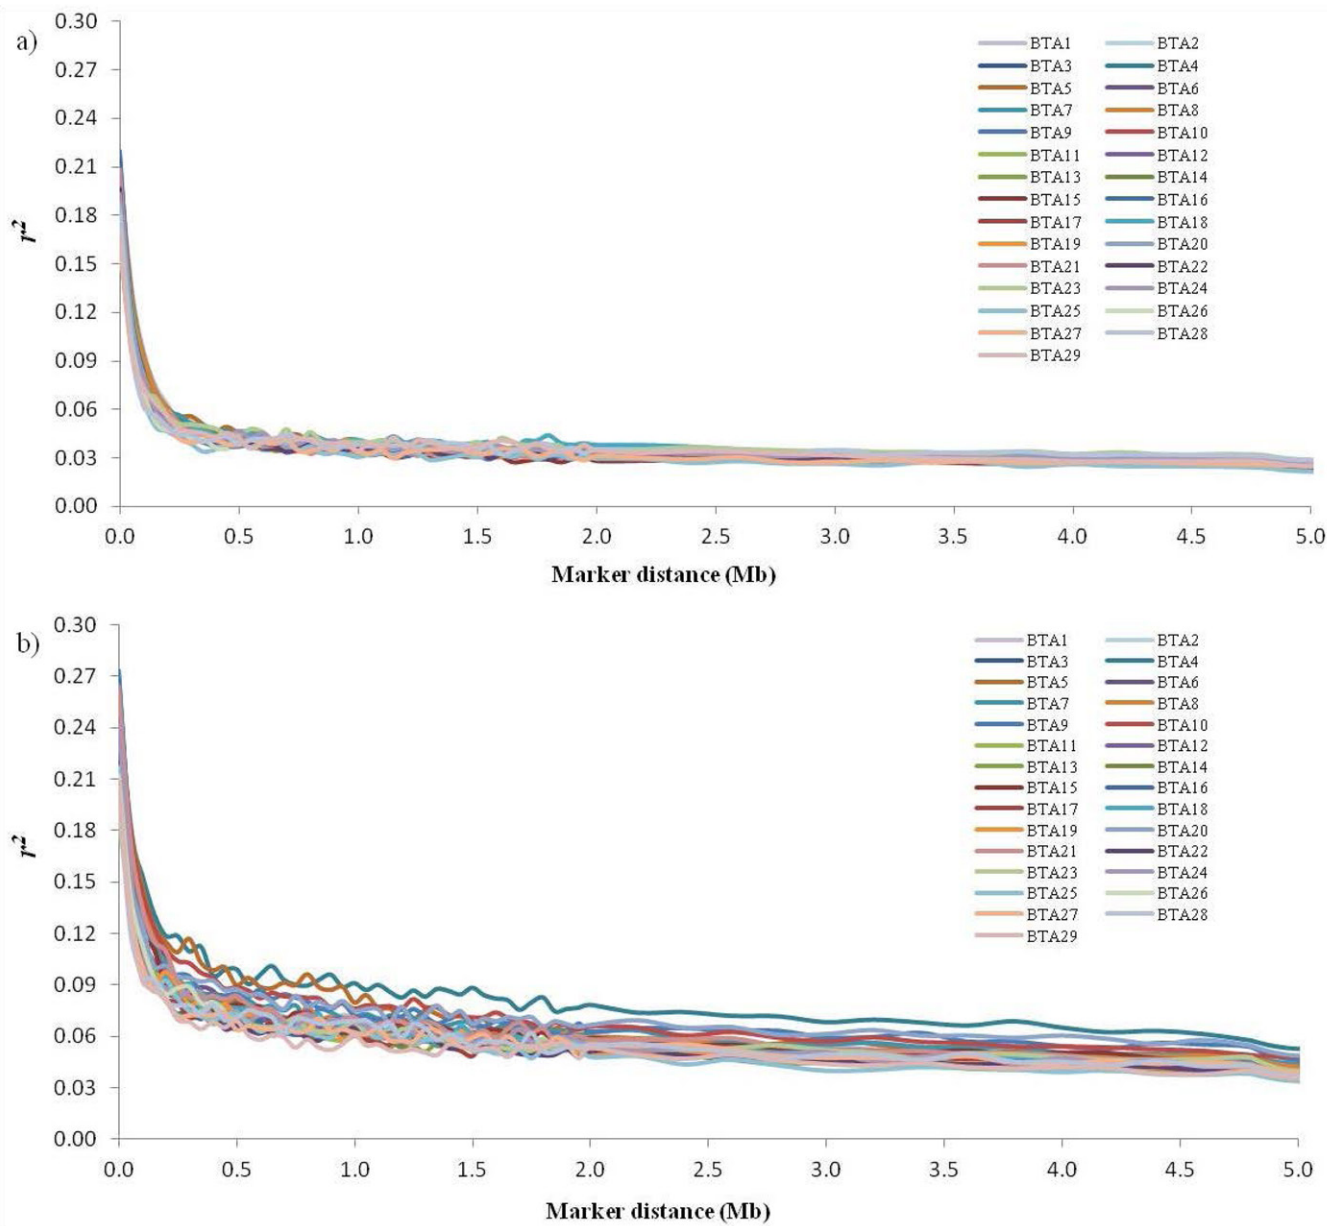 a)
0.30
0.27
0.24
0.21
0.18
0.15
0.12
0.09
0.06
0.03
0.00
r²
BTA1 BTA2
BTA3 BTA4
BTA5 BTA6
BTA7 BTA8
BTA9 BTA10
BTA11 BTA12
BTA13 BTA14
BTA15 BTA16
BTA17 BTA18
BTA19 BTA20
BTA21 BTA22
BTA23 BTA24
BTA25 BTA26
BTA27 BTA28
BTA29
0.0 0.5 1.0 1.5 2.0 2.5 3.0 3.5 4.0 4.5 5.0
Marker distance (Mb)
b)
0.30
0.27
0.24
0.21
0.18
0.15
0.12
0.09
0.06
0.03
0.00
r²
BTA1 BTA2
BTA3 BTA4
BTA5 BTA6
BTA7 BTA8
BTA9 BTA10
BTA11 BTA12
BTA13 BTA14
BTA15 BTA16
BTA17 BTA18
BTA19 BTA20
BTA21 BTA22
BTA23 BTA24
BTA25 BTA26
BTA27 BTA28
BTA29
0.0 0.5 1.0 1.5 2.0 2.5 3.0 3.5 4.0 4.5 5.0
Marker distance (Mb)